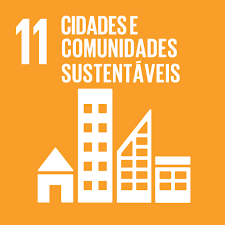 11 CIDADES E
COMUNIDADES
SUSTENTÁVEIS